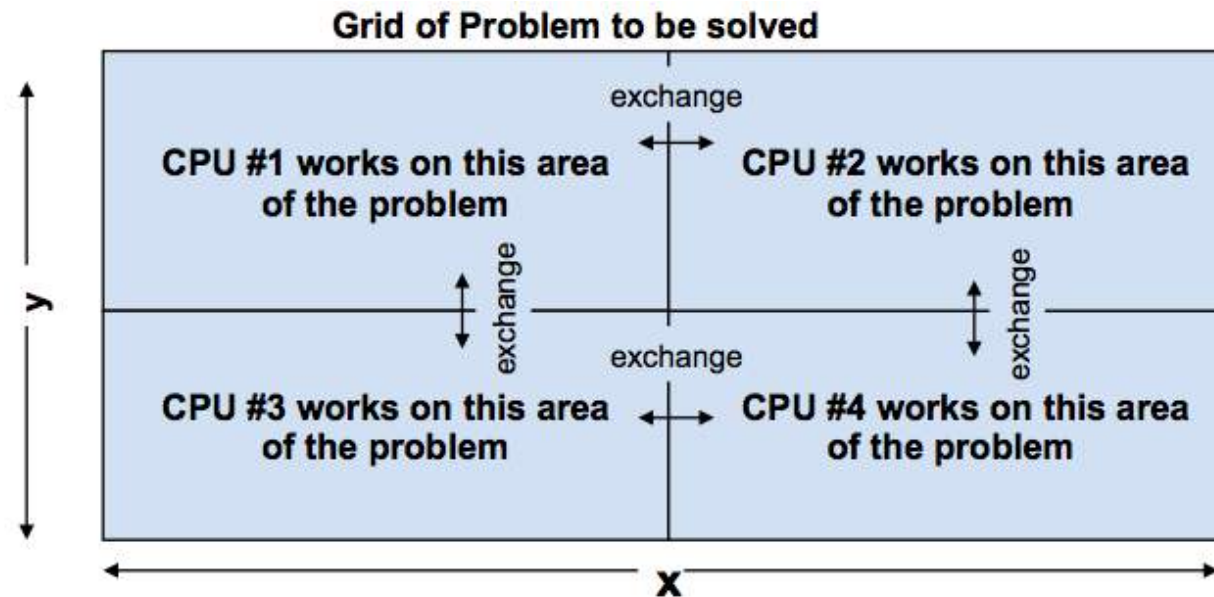 Grid of Problem to be solved
exchange
CPU #1 works on this area
of the problem
CPU #2 works on this area
of the problem
y
exchange
exchange
exchange
CPU #3 works on this area
of the problem
CPU #4 works on this area
of the problem
x